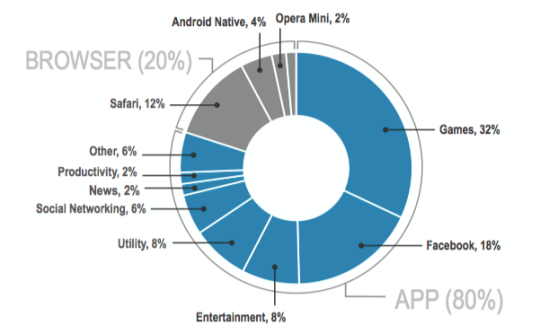 Android Native, 4%
Opera Mini, 2%
BROWSER (20%)
Safari, 12%
Games, 32%
Other, 6%
Productivity, 2%
News, 2%
Social Networking, 6%
Utility, 8%
Facebook, 18%
Entertainment, 8%
APP (80%)